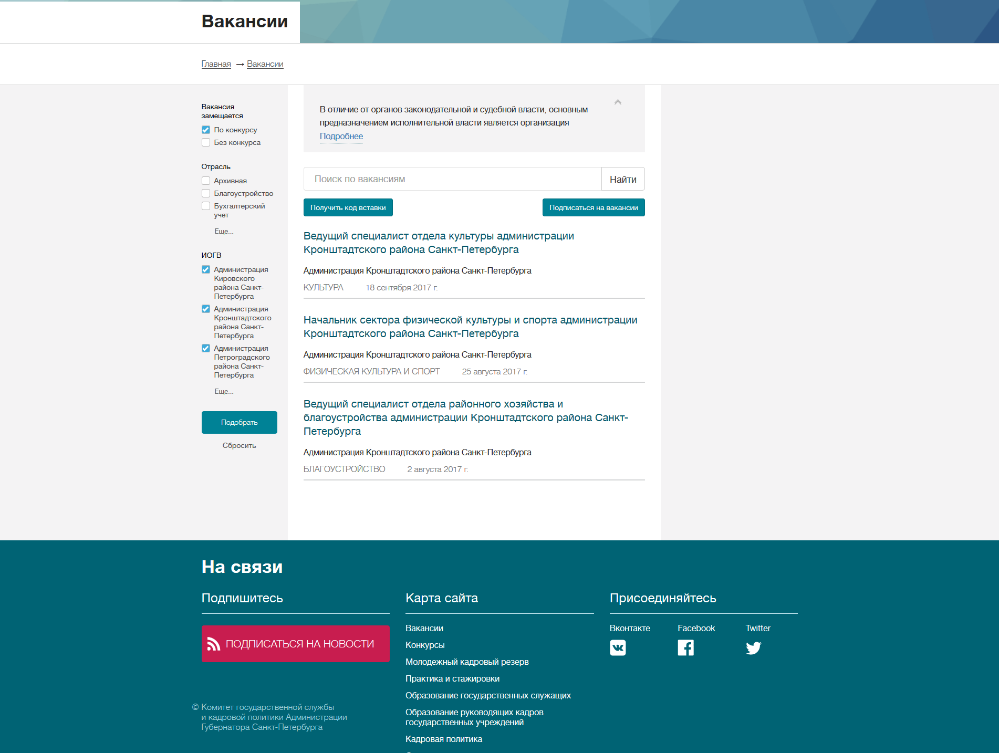 Вакансии
Главная → Вакансии
Вакансия
замещается
По конкурсу
Без конкурса
Отрасль
Архивная
Благоустройство
Бухгалтерский
учет
Еще...
ИОГВ
Администрация
Кировского
района Санкт-
Петербурга
Администрация
Кронштадтского
района Санкт-
Петербурга
Администрация
Петроградского
района Санкт-
Петербурга
Еще...
Подобрать
Сбросить
В отличие от органов законодательной и судебной власти, основным
предназначением исполнительной власти является организация
Подробнее
Поиск по вакансиям
Найти
Получить код вставки
Подписаться на вакансии
Ведущий специалист отдела культуры администрации
Кронштадтского района Санкт-Петербурга
Администрация Кронштадтского района Санкт-Петербурга
КУЛЬТУРА 18 сентября 2017 г.
Начальник сектора физической культуры и спорта администрации
Кронштадтского района Санкт-Петербурга
Администрация Кронштадтского района Санкт-Петербурга
ФИЗИЧЕСКАЯ КУЛЬТУРА И СПОРТ 25 августа 2017 г.
Ведущий специалист отдела районного хозяйства и
благоустройства администрации Кронштадтского района Санкт-
Петербурга
Администрация Кронштадтского района Санкт-Петербурга
БЛАГОУСТРОЙСТВО 2 августа 2017 г.
На связи
Подпишитесь
ПОДПИСАТЬСЯ НА НОВОСТИ
© Комитет государственной службы
и кадровой политики Администрации
Губернатора Санкт-Петербурга
Карта сайта
Вакансии
Конкурсы
Молодежный кадровый резерв
Практика и стажировки
Образование государственных служащих
Образование руководящих кадров
государственных учреждений
Кадровая политика
Присоединяйтесь
Вконтакте
Facebook
Twitter